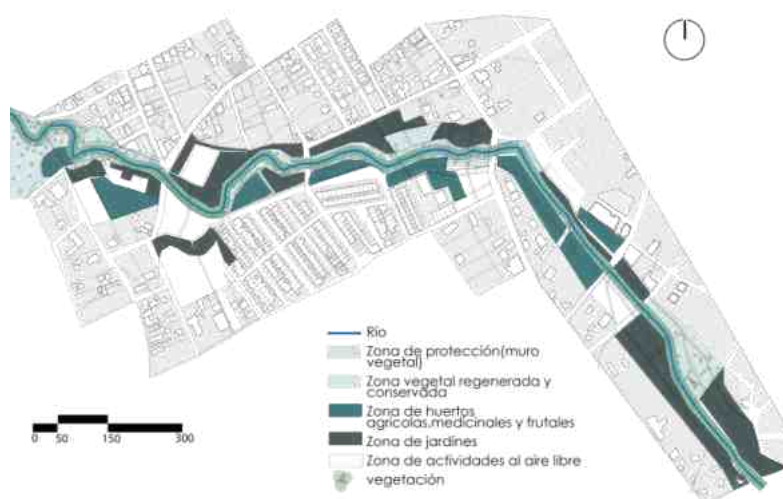 Río
Zona de protección(muro
vegetal)
Zona vegetal regenerada y
conservada
Zona de huertos
agrícolas,medicinales y frutales
Zona de jardínes
Zona de actividades al aire libre
vegetación
0 50 150 300